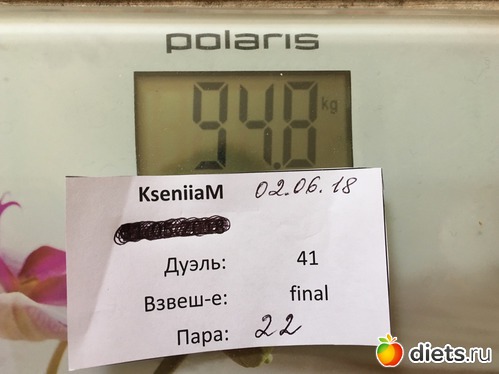 polaris
94.8 kg
KseniiaM 02.06.18
Дуэль: 41
Взвеш-е: final
Пара: 22
diets.ru